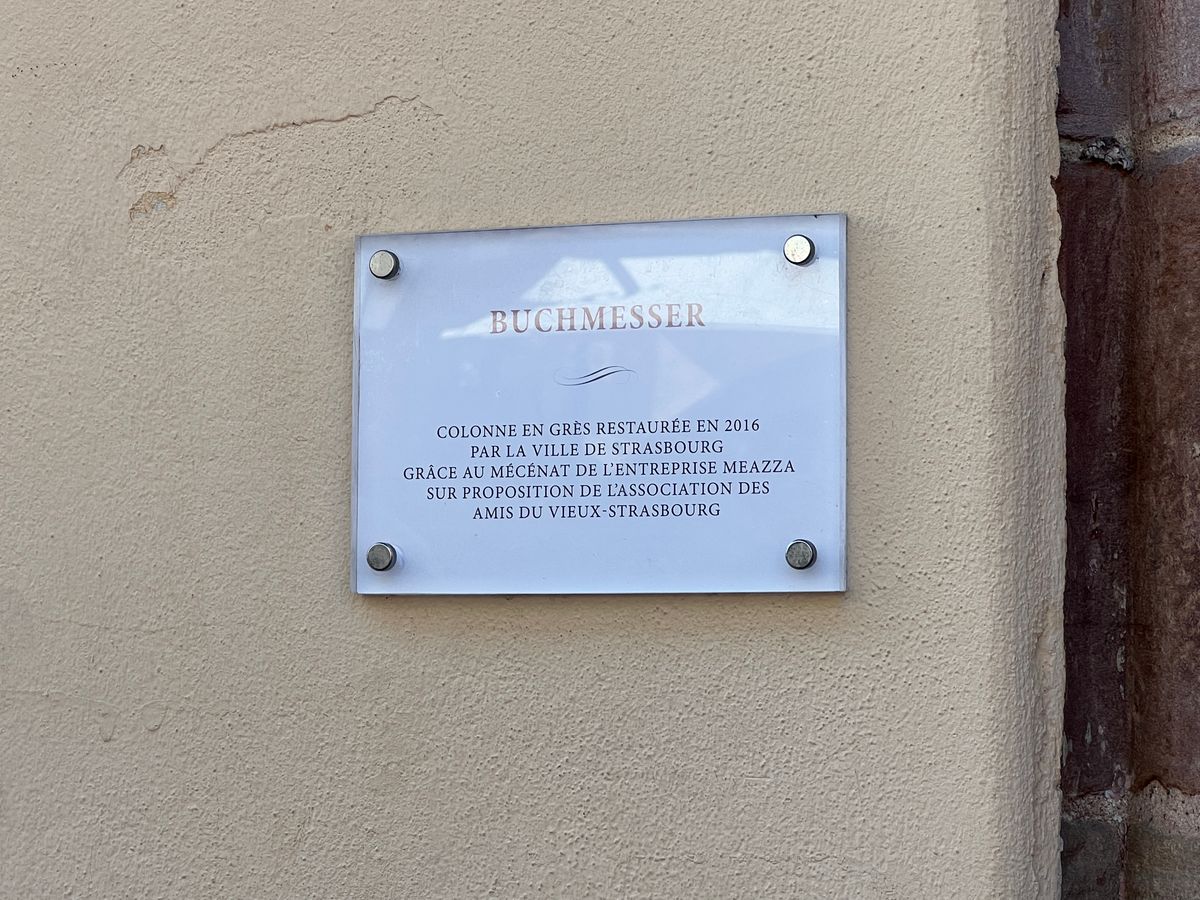 BUCHMESSER
COLONNE EN GRÈS RESTAURÉE EN 2016
PAR LA VILLE DE STRASBOURG
GRÂCE AU MÉCÉNAT DE L'ENTREPRISE MEAZZA
SUR PROPOSITION DE L'ASSOCIATION DES
AMIS DU VIEUX-STRASBOURG